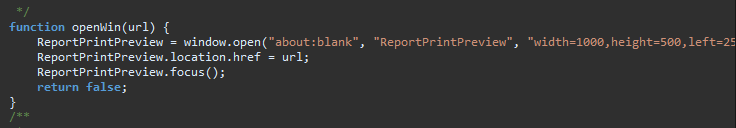 */
function openWin(url) {
ReportPrintPreview = window.open("about:blank", "ReportPrintPreview", "width=1000,height=500,left=25
ReportPrintPreview.location.href = url;
ReportPrintPreview.focus();
return false;
}
/**